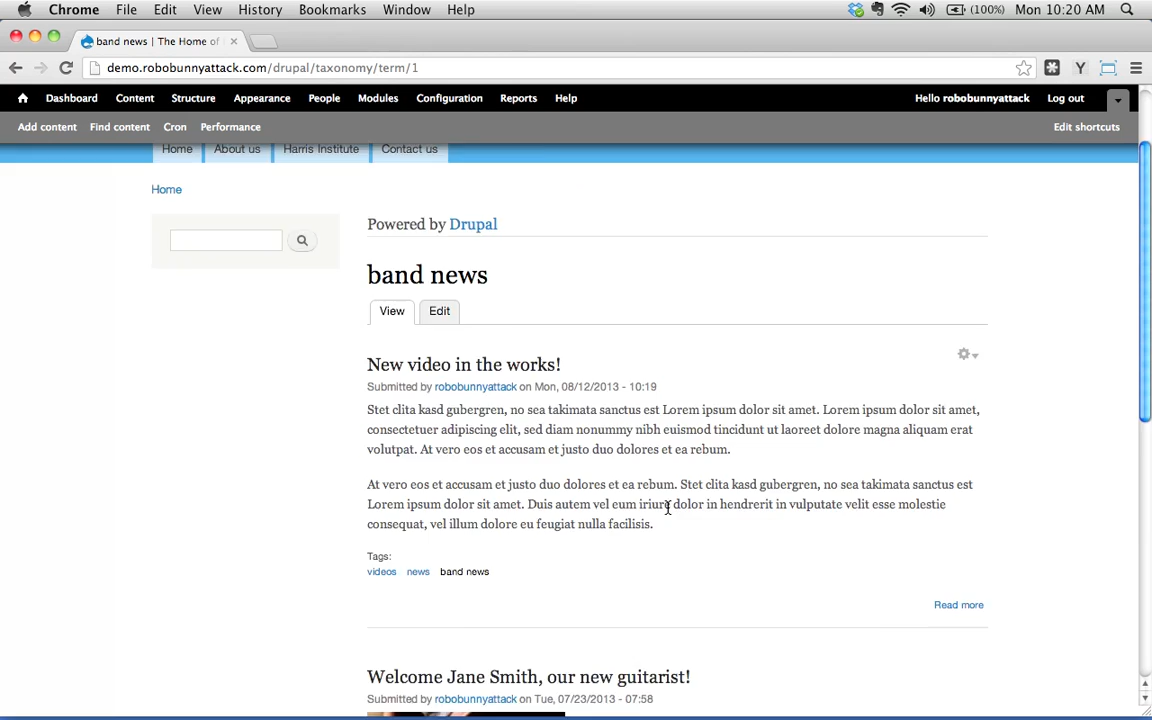 Chrome File Edit View History Bookmarks Window Help (100%) Mon 10:20 AM
band news | The Home of
demo.robobunnyattack.com/drupal/taxonomy/term/1
Dashboard Content Structure Appearance People Modules Configuration Reports Help Hello robobunnyattack Log out
Add content Find content Cron Performance Edit shortcuts
Home About us Harris Institute Contact us
Home
Powered by Drupal
band news
View Edit
New video in the works!
Submitted by robobunnyattack on Mon, 08/12/2013 - 10:19
Stet clita kasd gubergren, no sea takimata sanctus est Lorem ipsum dolor sit amet. Lorem ipsum dolor sit amet,
consectetuer adipiscing elit, sed diam nonummy nibh euismod tincidunt ut laoreet dolore magna aliquam erat
volutpat. At vero eos et accusam et justo duo dolores et ea rebum.
At vero eos et accusam et justo duo dolores et ea rebum. Stet clita kasd gubergren, no sea takimata sanctus est
Lorem ipsum dolor sit amet. Duis autem vel eum iriure dolor in hendrerit in vulputate velit esse molestie
consequat, vel illum dolore eu feugiat nulla facilisis.
Tags:
videos news band news
Read more
Welcome Jane Smith, our new guitarist!
Submitted by robobunnyattack on Tue, 07/23/2013 - 07:58